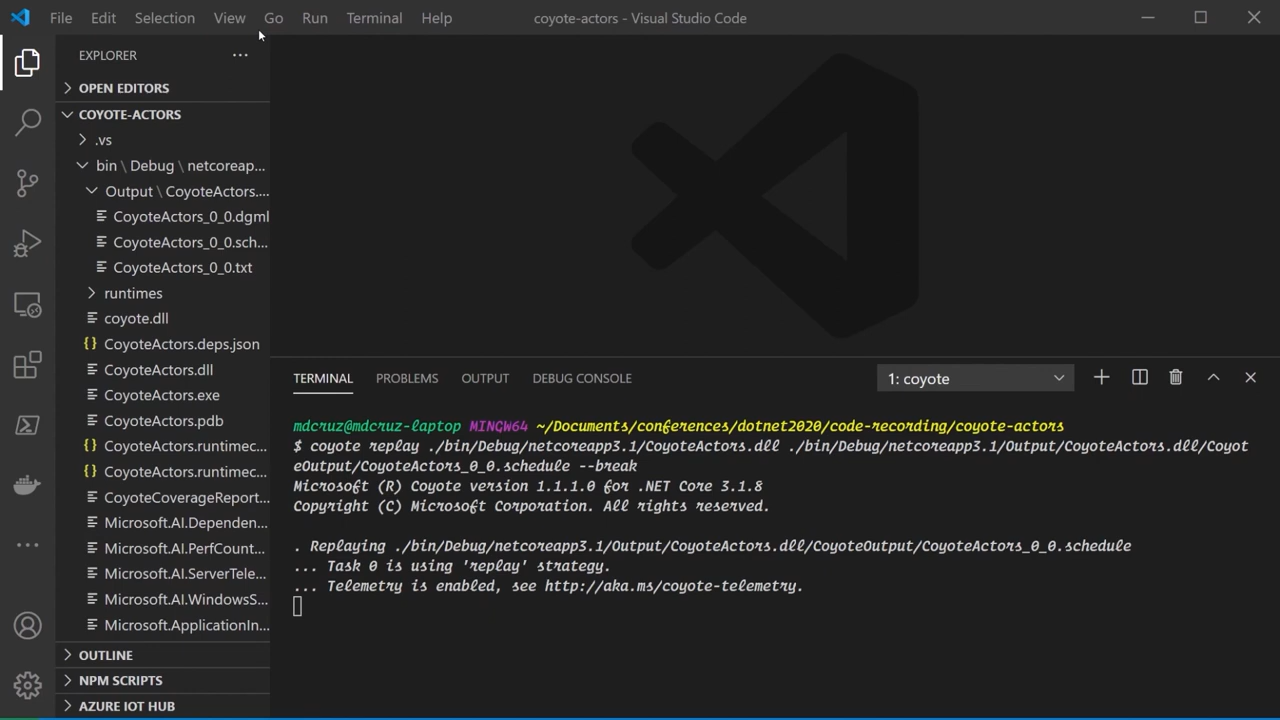 File Edit Selection View Go Run Terminal Help
coyote-actors - Visual Studio Code
EXPLORER
OPEN EDITORS
COYOTE-ACTORS
.vs
bin \ Debug \ netcoreap...
Output \ CoyoteActors....
CoyoteActors_0_0.dgml
CoyoteActors_0_0.sch...
CoyoteActors_0_0.txt
runtimes
coyote.dll
{} CoyoteActors.deps.json
CoyoteActors.dll
CoyoteActors.exe
CoyoteActors.pdb
{} CoyoteActors.runtimec...
{} CoyoteActors.runtimec...
CoyoteCoverageReport...
Microsoft.AI.Dependen...
Microsoft.AI.PerfCount...
Microsoft.AI.ServerTele...
Microsoft.AI.WindowsS...
Microsoft.ApplicationIn...
OUTLINE
NPM SCRIPTS
AZURE IOT HUB
TERMINAL PROBLEMS OUTPUT DEBUG CONSOLE
1: coyote
mdcruz@mdcruz-laptop MINGW64 ~/Documents/conferences/dotnet2020/code-recording/coyote-actors
$ coyote replay ./bin/Debug/netcoreapp3.1/CoyoteActors.dll ./bin/Debug/netcoreapp3.1/Output/CoyoteActors.dll/Coyot
eOutput/CoyoteActors_0_0.schedule --break
Microsoft (R) Coyote version 1.1.1.0 for .NET Core 3.1.8
Copyright (C) Microsoft Corporation. All rights reserved.
. Replaying ./bin/Debug/netcoreapp3.1/Output/CoyoteActors.dll/CoyoteOutput/CoyoteActors_0_0.schedule
... Task 0 is using 'replay' strategy.
... Telemetry is enabled, see http://aka.ms/coyote-telemetry.